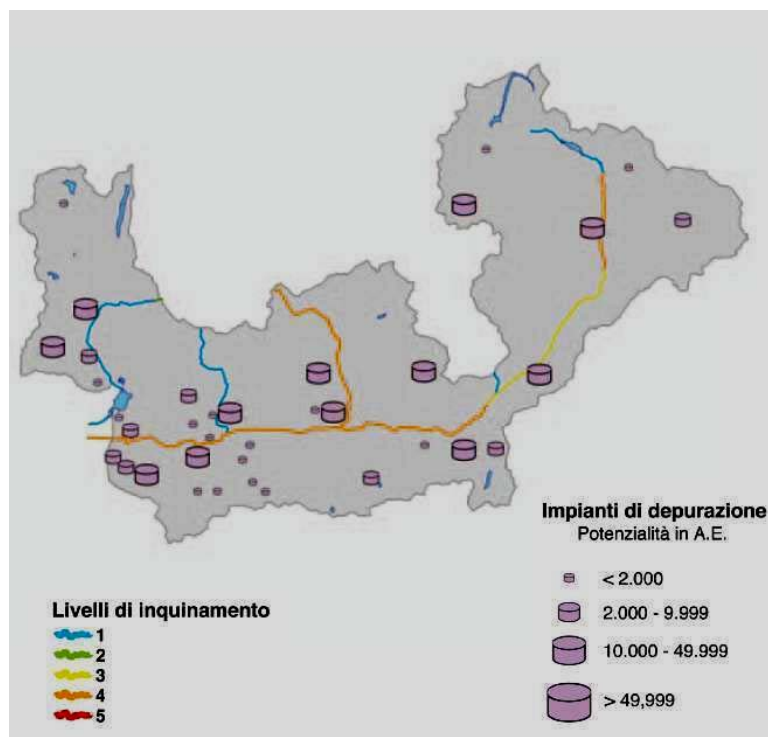 Impianti di depurazione
Potenzialità in A.E.
< 2.000
2.000 - 9.999
10.000 - 49.999
> 49,999
Livelli di inquinamento
1
2
3
4
5